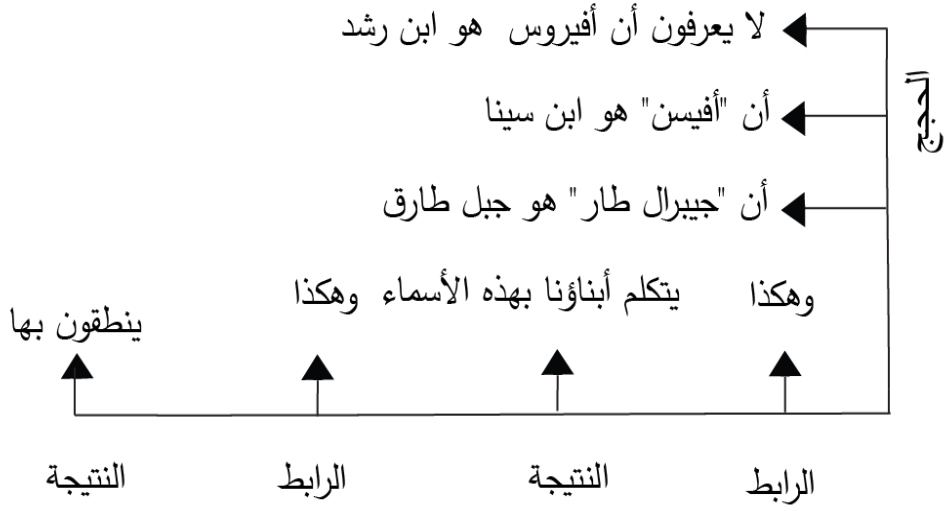 لا يعرفون أن أفيروس هو ابن رشد
الحجج
أن "أفيسن" هو ابن سينا
أن "جيبرال طار" هو جبل طارق
وهكذا يتكلم أبناؤنا بهذه الأسماء وهكذا ينطقون بها
الرابط النتيجة الرابط النتيجة